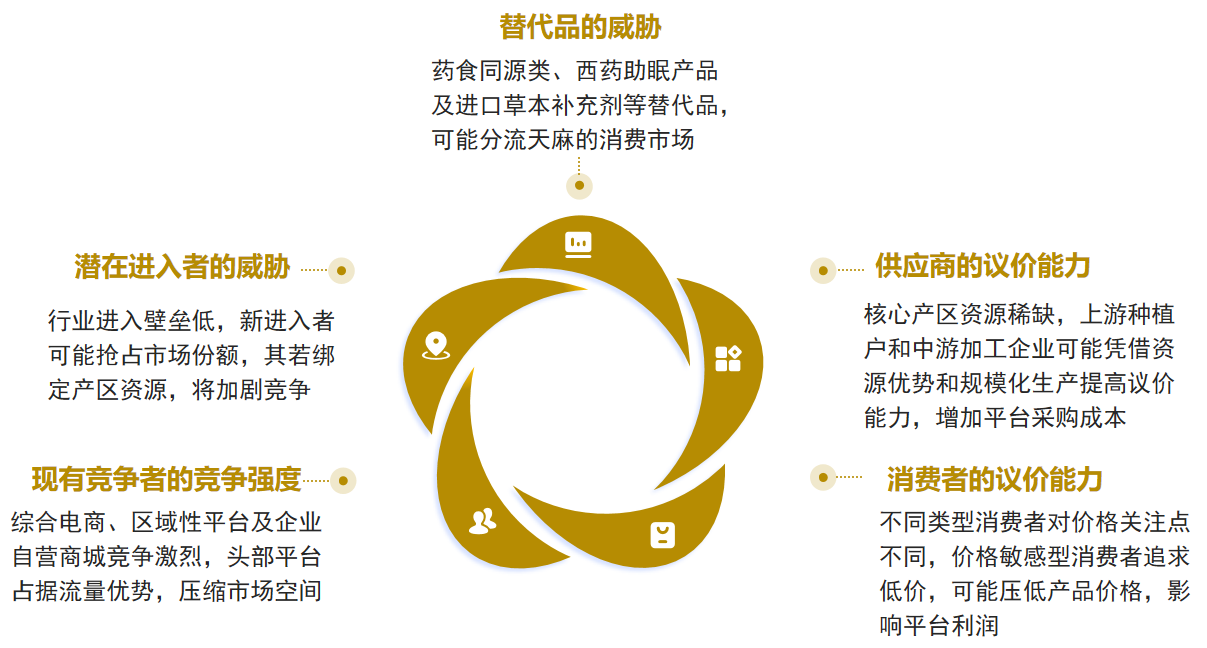 替代品的威胁
药食同源类、西药助眠产品
及进口草本补充剂等替代品，
可能分流天麻的消费市场
潜在进入者的威胁
行业进入壁垒低，新进入者
可能抢占市场份额，其若绑
定产区资源，将加剧竞争
供应商的议价能力
核心产区资源稀缺，上游种植
户和中游加工企业可能凭借资
源优势和规模化生产提高议价
能力，增加平台采购成本
现有竞争者的竞争强度
综合电商、区域性平台及企业
自营商城竞争激烈，头部平台
占据流量优势，压缩市场空间
消费者的议价能力
不同类型消费者对价格关注点
不同，价格敏感型消费者追求
低价，可能压低产品价格，影
响平台利润